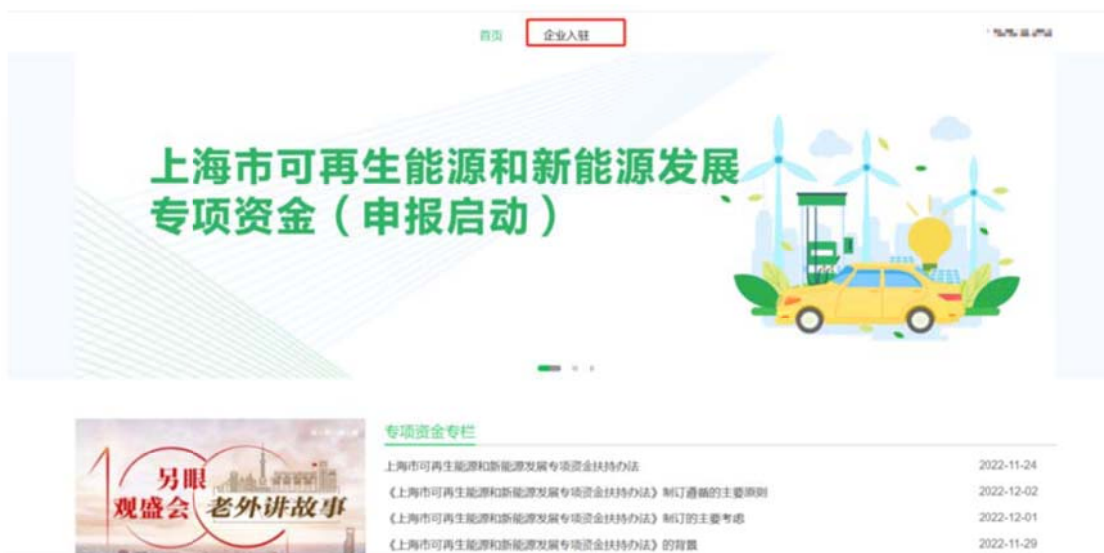 首页 企业入驻
上海市可再生能源和新能源发展
专项资金（申报启动）
专项资金专栏
上海市可再生能源和新能源发展专项资金扶持办法 2022-11-24
《上海市可再生能源和新能源发展专项资金扶持办法》制订遵循的主要原则 2022-12-02
《上海市可再生能源和新能源发展专项资金扶持办法》制订的主要考虑 2022-12-01
《上海市可再生能源和新能源发展专项资金扶持办法》的背景 2022-11-29
100
另眼
观盛会
老外讲故事